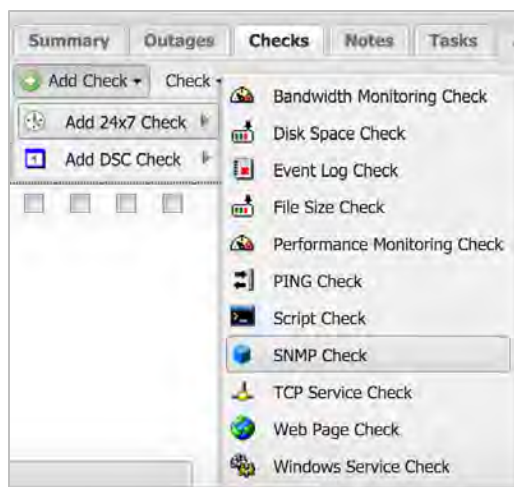 Summary Outages Checks Notes Tasks
Add Check Check
Add 24x7 Check
Add DSC Check
Bandwidth Monitoring Check
Disk Space Check
Event Log Check
File Size Check
Performance Monitoring Check
PING Check
Script Check
SNMP Check
TCP Service Check
Web Page Check
Windows Service Check